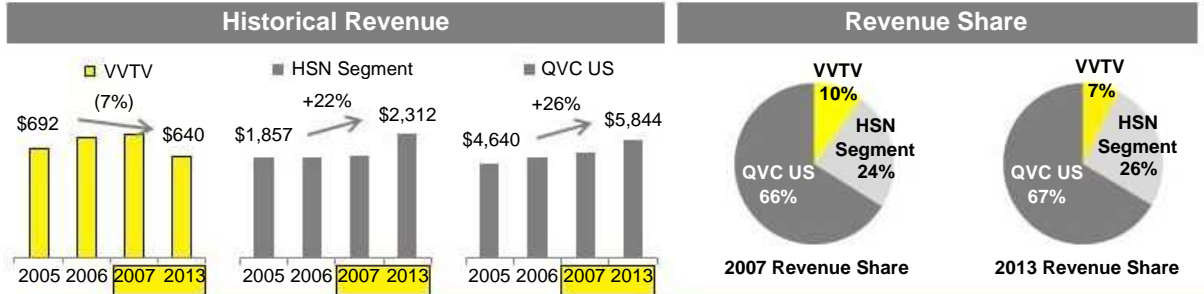 Historical Revenue
VVTV
(7%)
$692
$640
2005 2006 2007 2013
HSN Segment
+22%
$1,857
$2,312
2005 2006 2007 2013
QVC US
+26%
$4,640
$5,844
2005 2006 2007 2013
Revenue Share
VVTV
10%
HSN
Segment
24%
QVC US
66%
2007 Revenue Share
VVTV
7%
HSN
Segment
26%
QVC US
67%
2013 Revenue Share